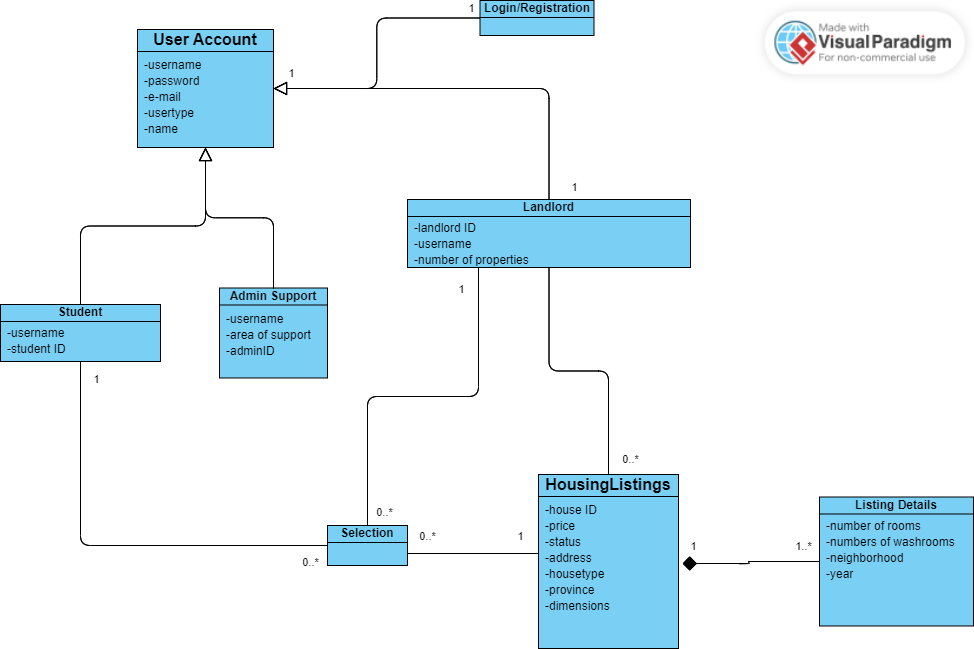 1
Login/Registration
Made with
Visual Paradigm
For non-commercial use
User Account
-username
-password
-e-mail
-usertype
-name
1
1
Landlord
-landlord ID
-username
-number of properties
1
Student
-username
-student ID
1
Admin Support
-username
-area of support
-adminID
0..*
HousingListings
-house ID
-price
-status
-address
-housetype
-province
-dimensions
0..*
Selection
0..*
0..*
1
1
1..*
Listing Details
-number of rooms
-numbers of washrooms
-neighborhood
-year